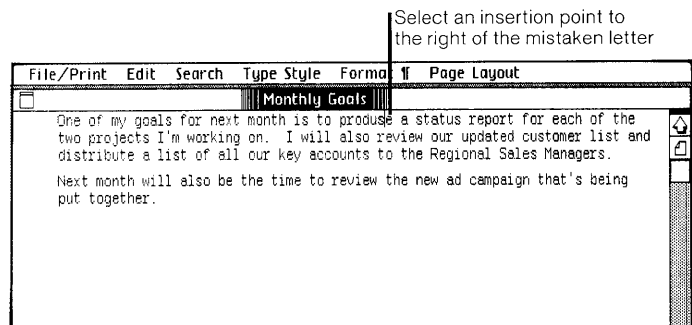 Select an insertion point to
the right of the mistaken letter
File/Print Edit Search Type Style Format ¶ Page Layout
Monthly Goals
One of my goals for next month is to produse a status report for each of the
two projects I'm working on. I will also review our updated customer list and
distribute a list of all our key accounts to the Regional Sales Managers.
Next month will also be the time to review the new ad campaign that's being
put together.